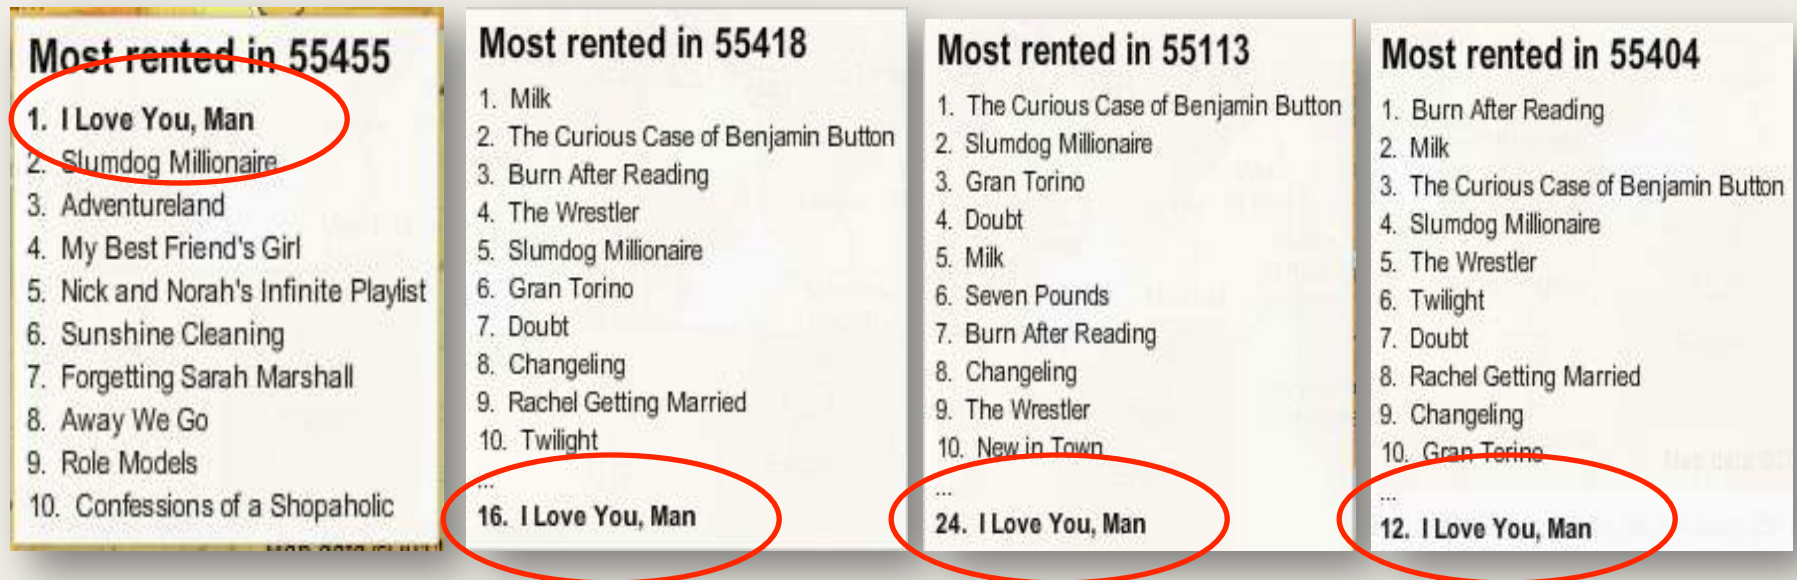 Most rented in 55455
1. I Love You, Man
2. Slumdog Millionaire
3. Adventureland
4. My Best Friend's Girl
5. Nick and Norah's Infinite Playlist
6. Sunshine Cleaning
7. Forgetting Sarah Marshall
8. Away We Go
9. Role Models
10. Confessions of a Shopaholic
Most rented in 55418
1. Milk
2. The Curious Case of Benjamin Button
3. Burn After Reading
4. The Wrestler
5. Slumdog Millionaire
6. Gran Torino
7. Doubt
8. Changeling
9. Rachel Getting Married
10. Twilight
...
16. I Love You, Man
Most rented in 55113
1. The Curious Case of Benjamin Button
2. Slumdog Millionaire
3. Gran Torino
4. Doubt
5. Milk
6. Seven Pounds
7. Burn After Reading
8. Changeling
9. The Wrestler
10. New in Town
...
24. I Love You, Man
Most rented in 55404
1. Burn After Reading
2. Milk
3. The Curious Case of Benjamin Button
4. Slumdog Millionaire
5. The Wrestler
6. Twilight
7. Doubt
8. Rachel Getting Married
9. Changeling
10. Gran Torino
...
12. I Love You, Man